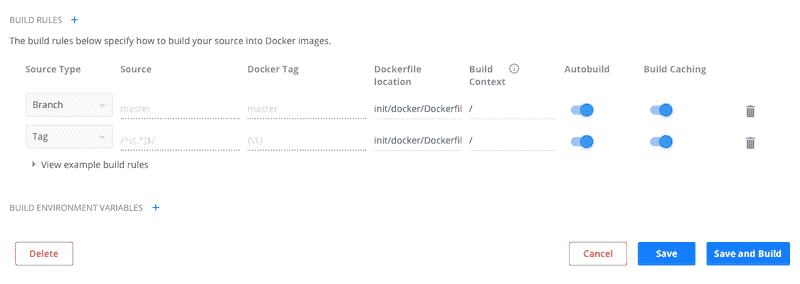 BUILD RULES +
The build rules below specify how to build your source into Docker images.
Source Type Source Docker Tag Dockerfile location Build Context Autobuild Build Caching
Branch master master init/docker/Dockerfil /
Tag /^v(.*)$/ {\1} init/docker/Dockerfil /
View example build rules
BUILD ENVIRONMENT VARIABLES +
Delete Cancel Save Save and Build